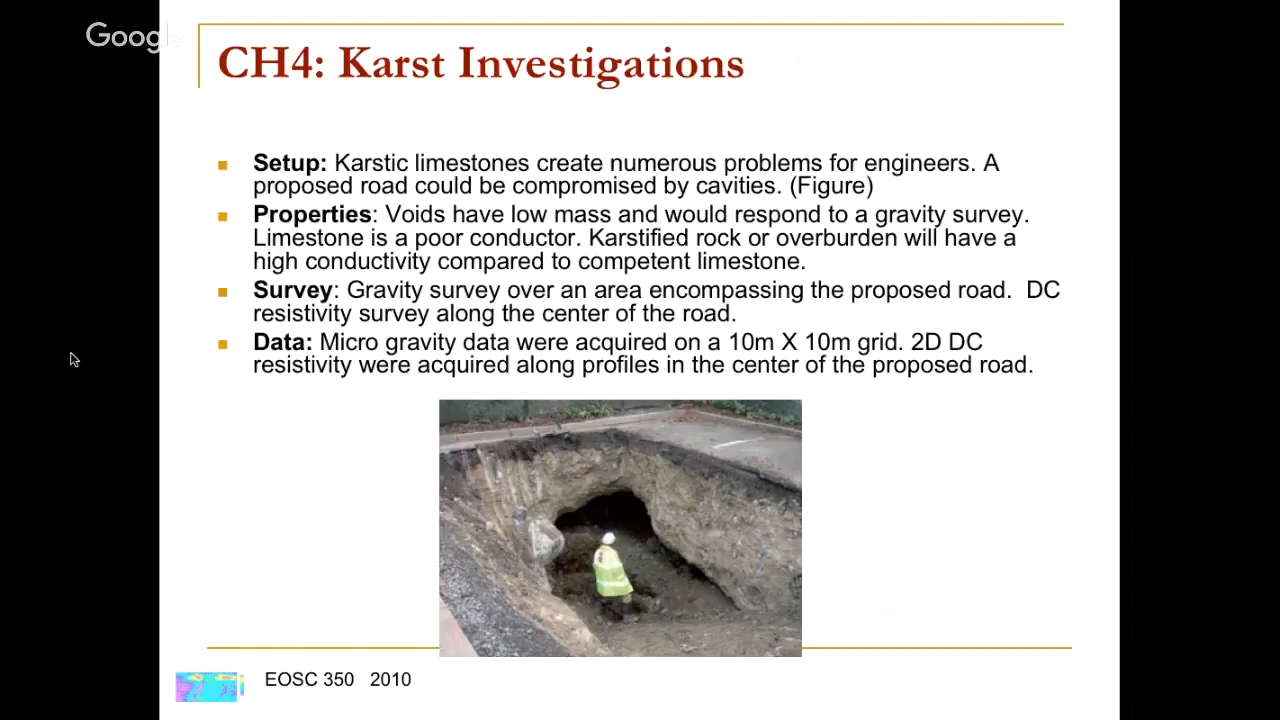 Google
CH4: Karst Investigations
Setup: Karstic limestones create numerous problems for engineers. A
proposed road could be compromised by cavities. (Figure)
Properties: Voids have low mass and would respond to a gravity survey.
Limestone is a poor conductor. Karstified rock or overburden will have a
high conductivity compared to competent limestone.
Survey: Gravity survey over an area encompassing the proposed road. DC
resistivity survey along the center of the road.
Data: Micro gravity data were acquired on a 10m X 10m grid. 2D DC
resistivity were acquired along profiles in the center of the proposed road.
EOSC 350 2010